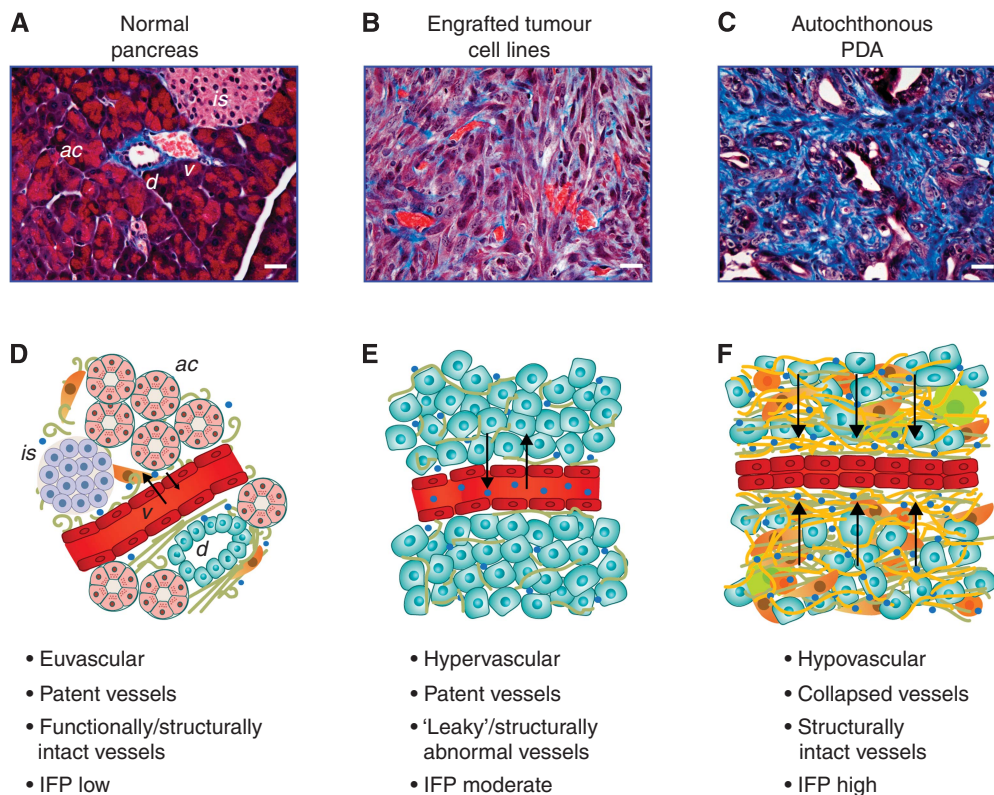 A
Normal
pancreas
B
Engrafted tumour
cell lines
C
Autochthonous
PDA
is
ac
d
v
D
ac
is
v
d
E
F
• Euvascular
• Patent vessels
• Functionally/structurally
intact vessels
• IFP low
• Hypervascular
• Patent vessels
• ‘Leaky’/structurally
abnormal vessels
• IFP moderate
• Hypovascular
• Collapsed vessels
• Structurally
intact vessels
• IFP high